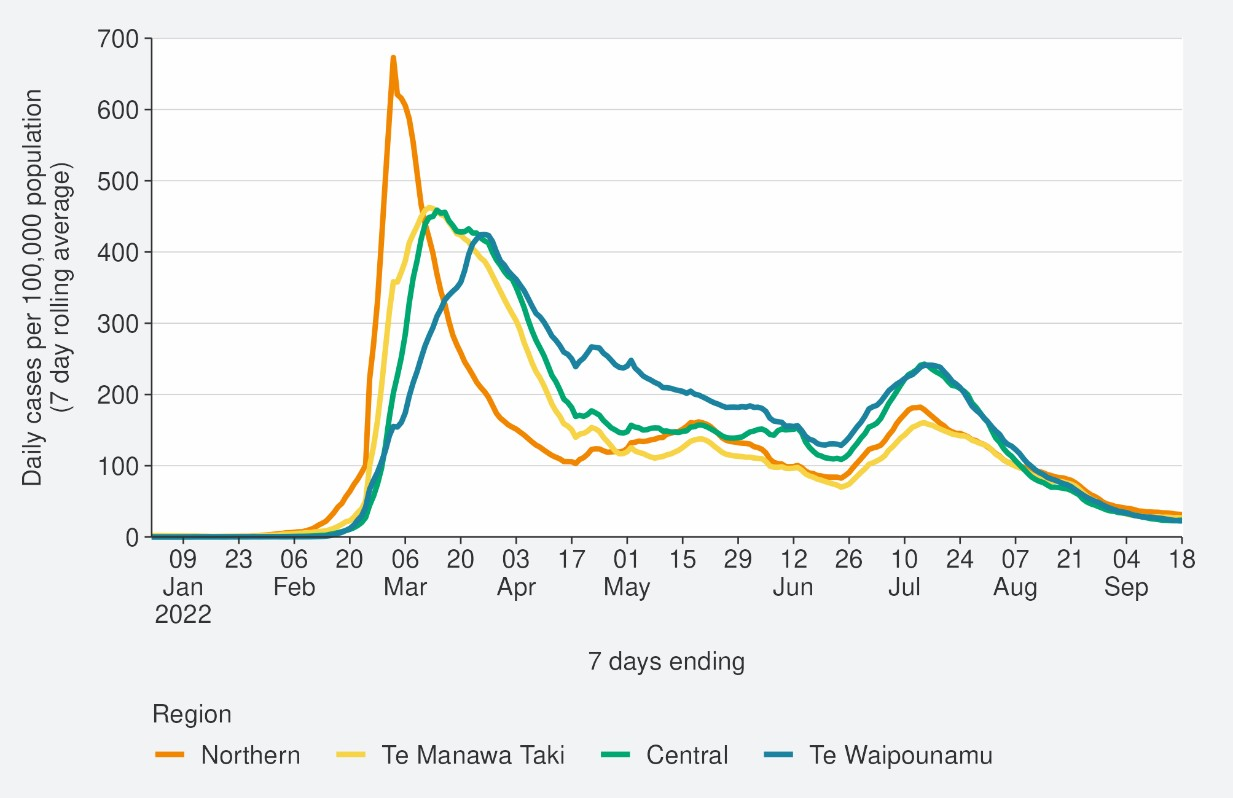 Daily cases per 100,000 population
(7 day rolling average)
700
600
500
400
300
200
100
0
09 23 06 20 06 20 03 17 01 15 29 12 26 10 24 07 21 04 18
Jan Feb Mar Apr May Jun Jul Aug Sep
2022
7 days ending
Region
Northern Te Manawa Taki Central Te Waipounamu